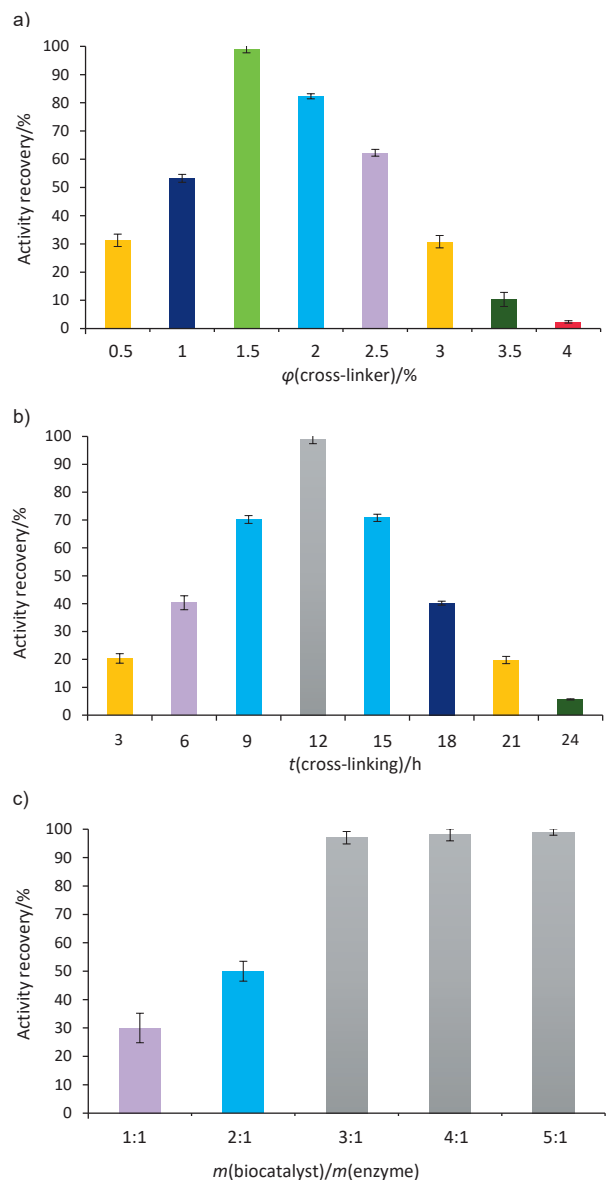 a)
100
90
80
70
60
50
40
30
20
10
0
Activity recovery/%
0.5 1 1.5 2 2.5 3 3.5 4
φ(cross-linker)/%
b)
100
90
80
70
60
50
40
30
20
10
0
Activity recovery/%
3 6 9 12 15 18 21 24
t(cross-linking)/h
c)
100
90
80
70
60
50
40
30
20
10
0
Activity recovery/%
1:1 2:1 3:1 4:1 5:1
m(biocatalyst)/m(enzyme)